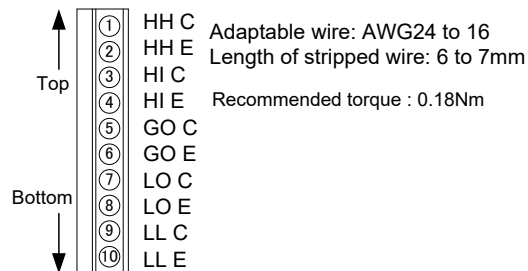 ① HH C
② HH E
③ HI C
④ HI E
⑤ GO C
⑥ GO E
⑦ LO C
⑧ LO E
⑨ LL C
⑩ LL E
Top
Bottom
Adaptable wire: AWG24 to 16
Length of stripped wire: 6 to 7mm
Recommended torque : 0.18Nm